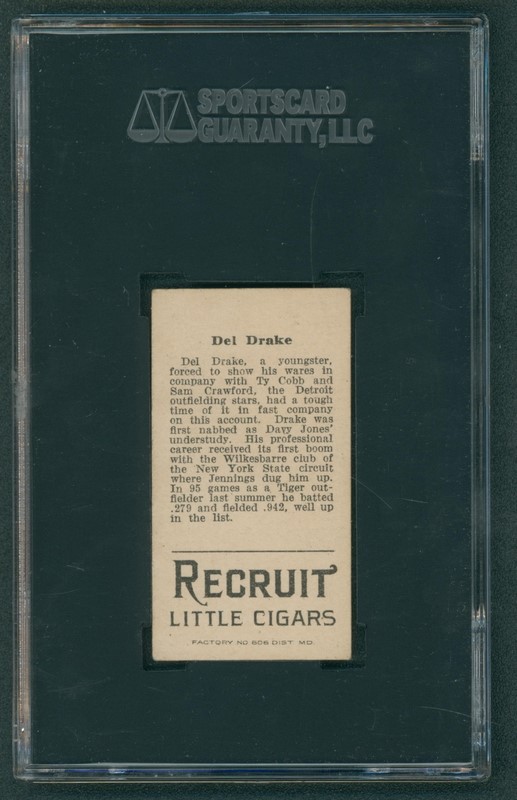 SPORTSCARD
GUARANTY, LLC
Del Drake
Del Drake, a youngster,
forced to show his wares in
company with Ty Cobb and
Sam Crawford, the Detroit
outfielding stars, had a tough
time of it in fast company
on this account. Drake was
first nabbed as Davy Jones'
understudy. His professional
career received its first boom
with the Wilkesbarre club of
the New York State circuit
where Jennings dug him up.
In 95 games as a Tiger out-
fielder last summer he batted
.279 and fielded .942, well up
in the list.
RECRUIT
LITTLE CIGARS
FACTORY NO 606 DIST. MD.